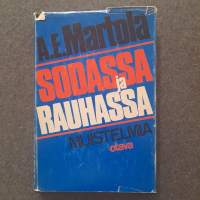 A.E. Martola
SODASSA
ja
RAUHASSA
MUISTELMIA
otava